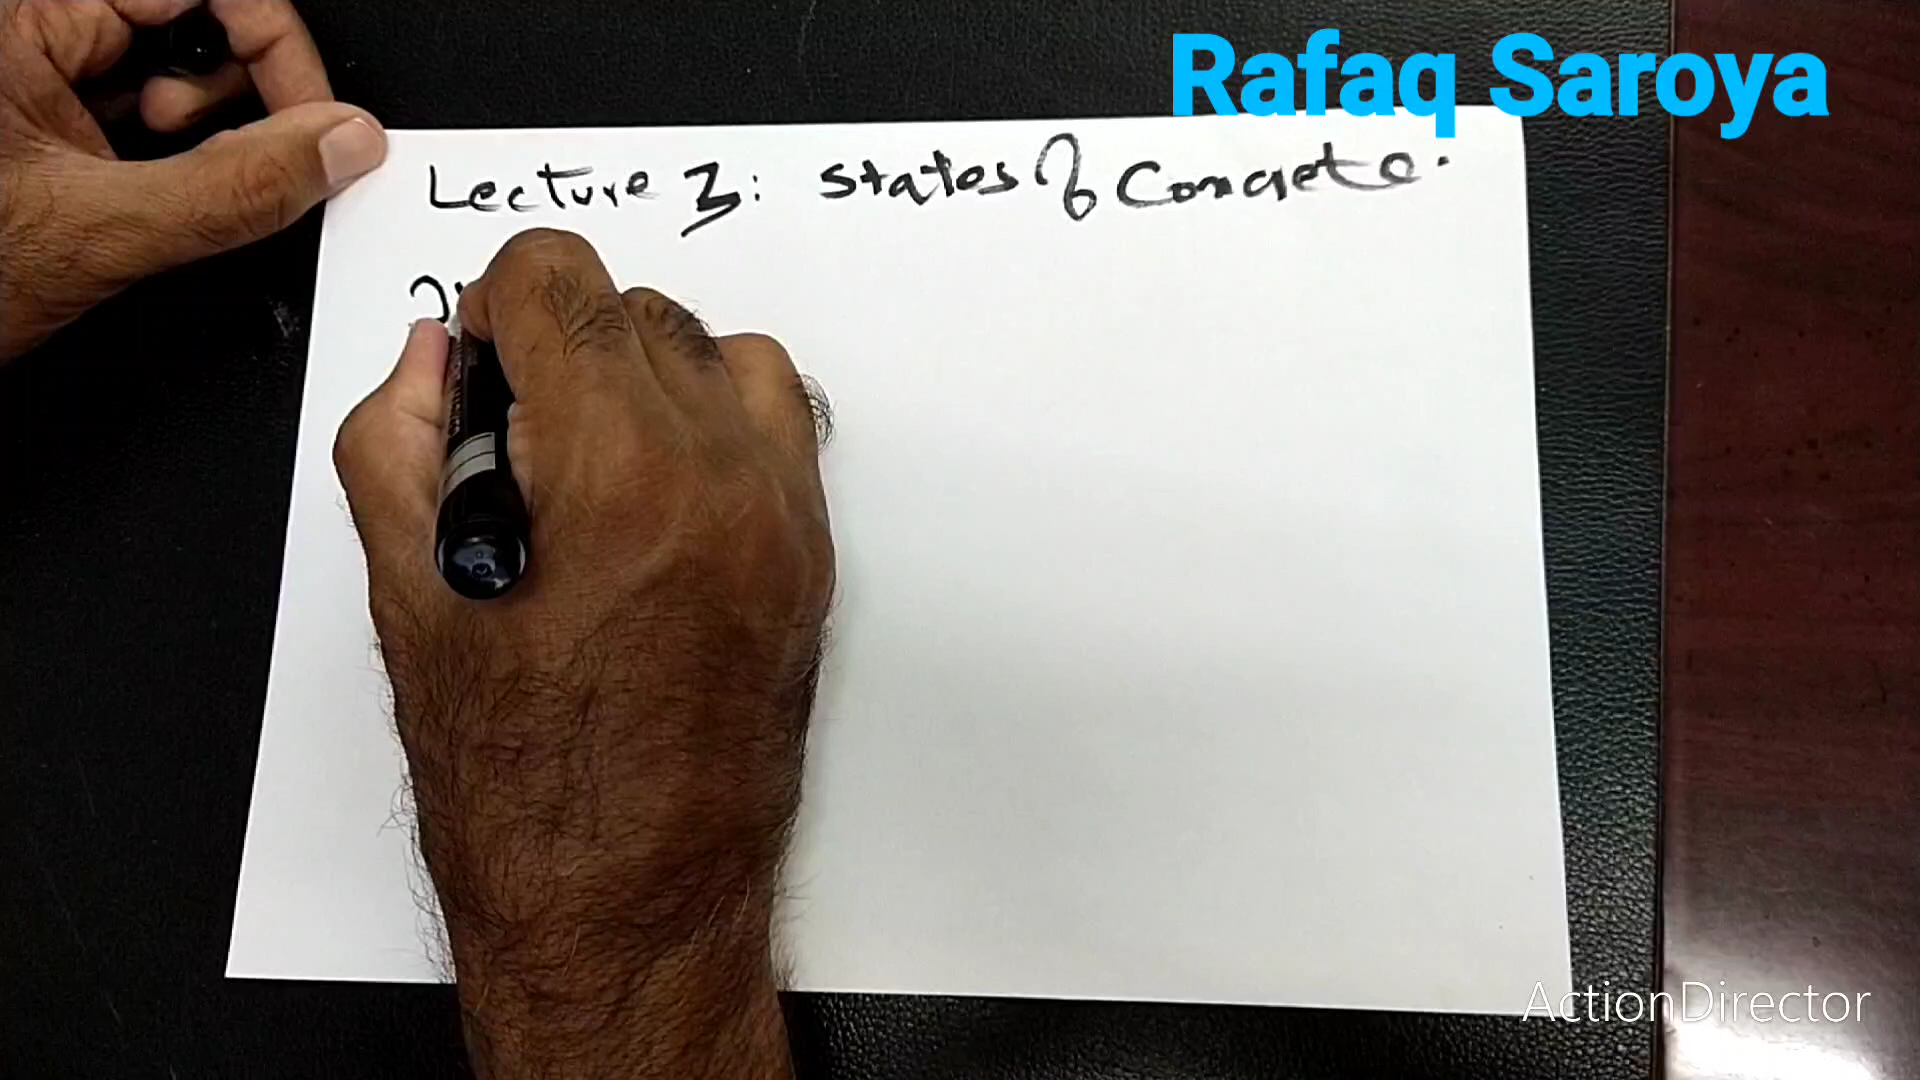 Rafaq Saroya
Lecture 3: States of Concrete.
ActionDirector